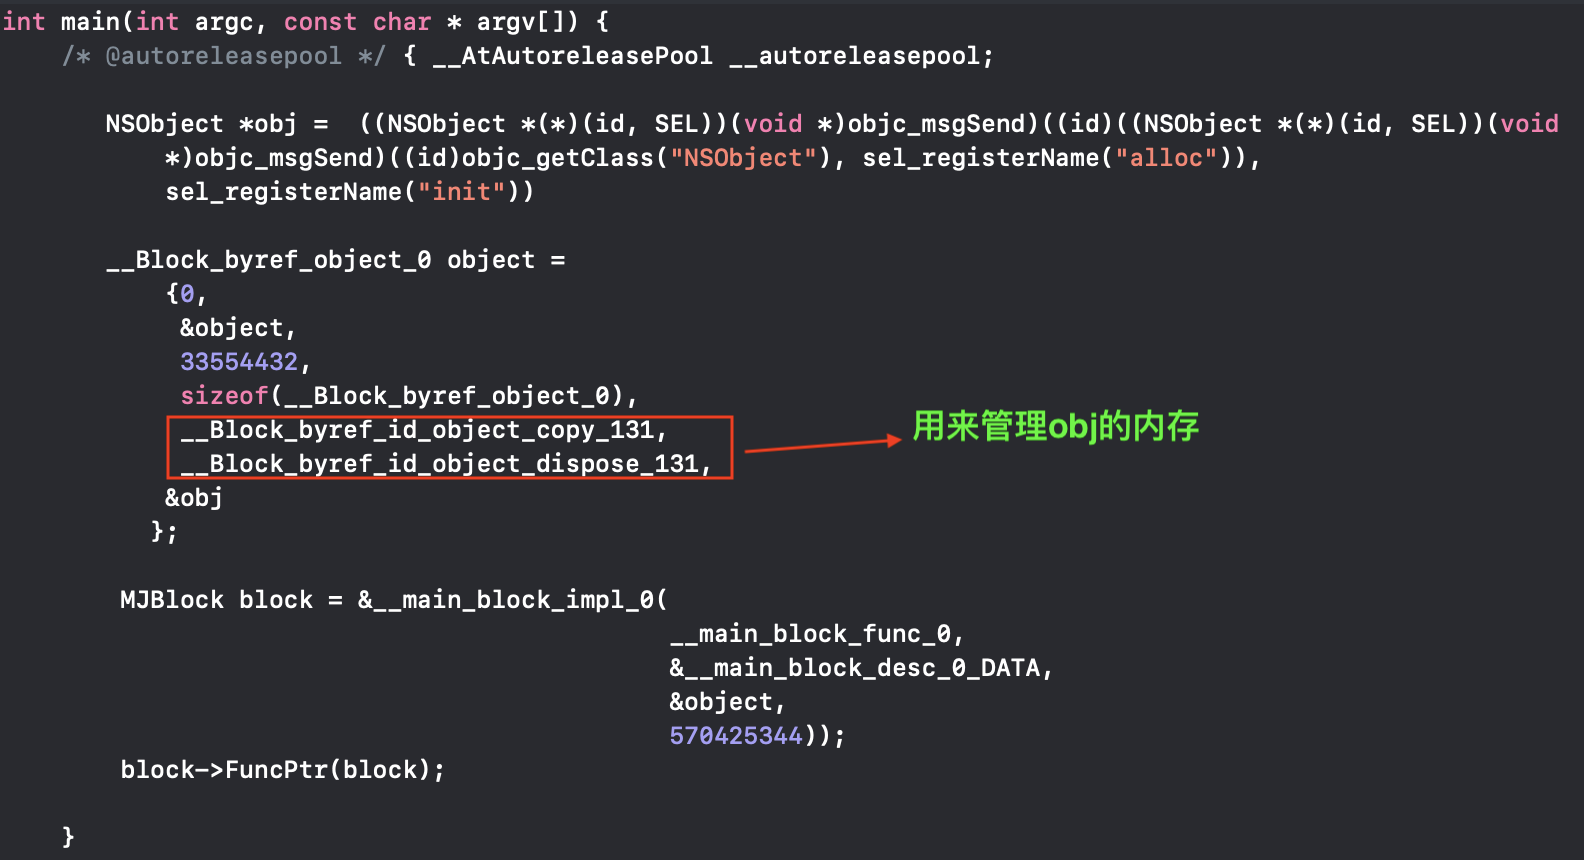 int main(int argc, const char * argv[]) {
/* @autoreleasepool */ { __AtAutoreleasePool __autoreleasepool;
NSObject *obj =  ((NSObject *(*)(id, SEL))(void *)objc_msgSend)((id)((NSObject *(*)(id, SEL))(void
*)objc_msgSend)((id)objc_getClass("NSObject"), sel_registerName("alloc")),
sel_registerName("init"))
__Block_byref_object_0 object =
{0,
&object,
33554432,
sizeof(__Block_byref_object_0),
__Block_byref_id_object_copy_131,
用来管理obj的内存
__Block_byref_id_object_dispose_131,
&obj
};
MJBlock block = &__main_block_impl_0(
__main_block_func_0,
&__main_block_desc_0_DATA,
&object,
570425344));
block->FuncPtr(block);
}